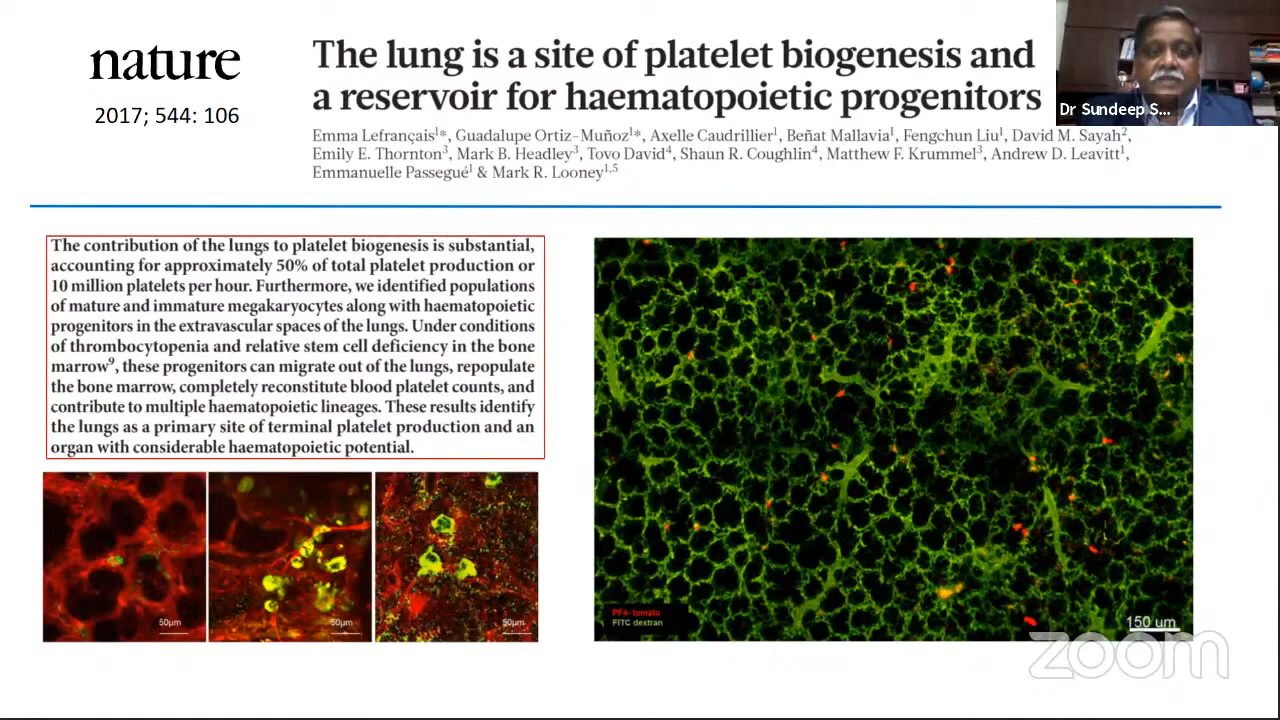 nature
2017; 544: 106
The lung is a site of platelet biogenesis and
a reservoir for haematopoietic progenitors
Emma Lefrançais1*, Guadalupe Ortiz-Muñoz1*, Axelle Caudrillier1, Beñat Mallavia1, Fengchun Liu1, David M. Sayah2,
Emily E. Thornton3, Mark B. Headley3, Tovo David4, Shaun R. Coughlin4, Matthew F. Krummel3, Andrew D. Leavitt1,
Emmanuelle Passegué1 & Mark R. Looney1,5
Dr Sundeep S...
The contribution of the lungs to platelet biogenesis is substantial,
accounting for approximately 50% of total platelet production or
10 million platelets per hour. Furthermore, we identified populations
of mature and immature megakaryocytes along with haematopoietic
progenitors in the extravascular spaces of the lungs. Under conditions
of thrombocytopenia and relative stem cell deficiency in the bone
marrow9, these progenitors can migrate out of the lungs, repopulate
the bone marrow, completely reconstitute blood platelet counts, and
contribute to multiple haematopoietic lineages. These results identify
the lungs as a primary site of terminal platelet production and an
organ with considerable haematopoietic potential.
50µm
50µm
50µm
PF4- tomato
FITC dextran
150 um
zoom